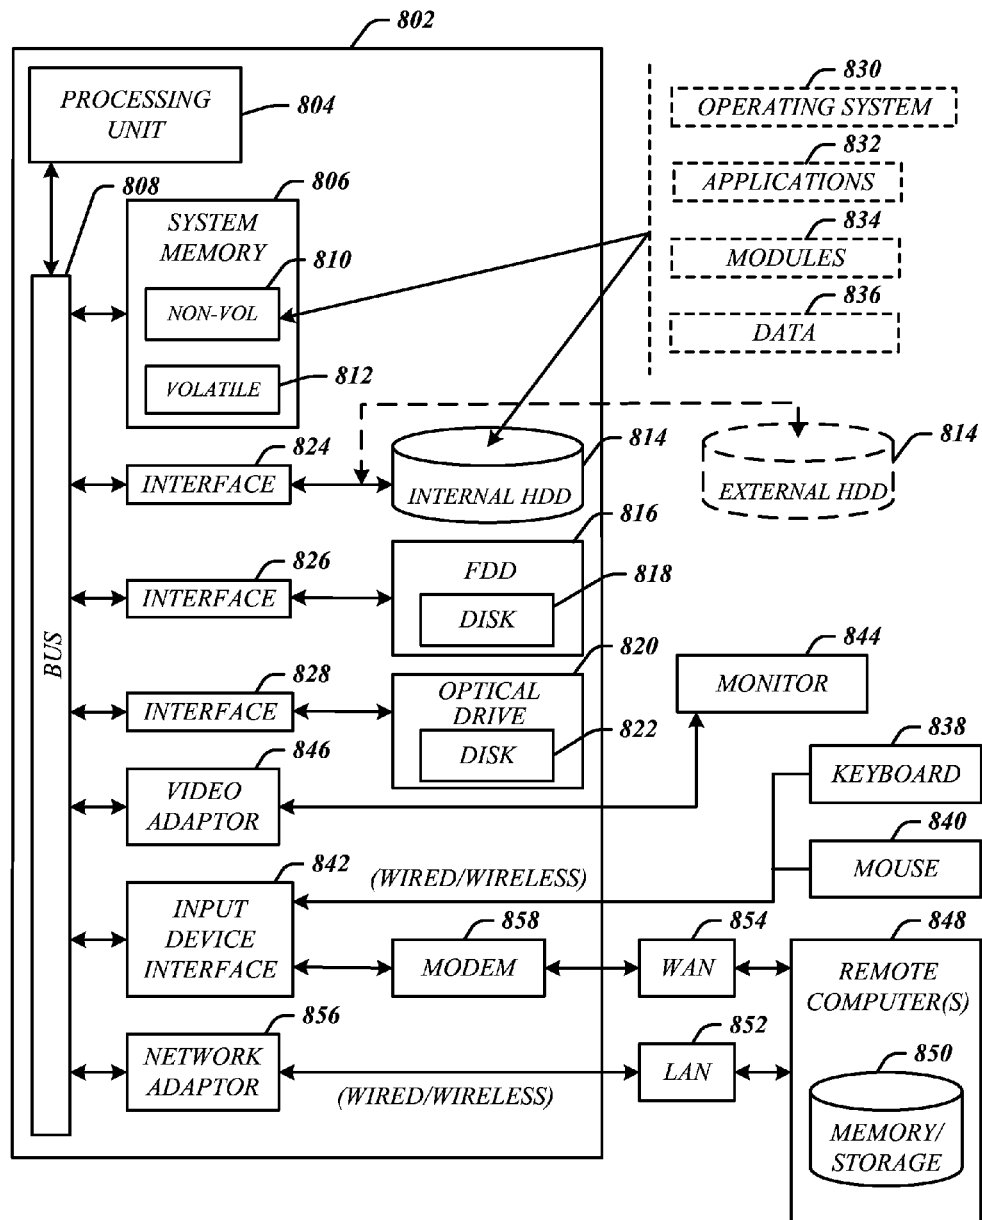 802
PROCESSING
UNIT
804
808
806
SYSTEM
MEMORY
810
NON-VOL
VOLATILE
812
830
OPERATING SYSTEM
832
APPLICATIONS
834
MODULES
836
DATA
BUS
824
INTERFACE
814
INTERNAL HDD
814
EXTERNAL HDD
826
INTERFACE
816
FDD
818
DISK
828
INTERFACE
820
OPTICAL
DRIVE
822
DISK
844
MONITOR
846
VIDEO
ADAPTOR
838
KEYBOARD
840
MOUSE
842
INPUT
DEVICE
INTERFACE
(WIRED/WIRELESS)
858
MODEM
854
WAN
848
REMOTE
COMPUTER(S)
856
NETWORK
ADAPTOR
(WIRED/WIRELESS)
852
LAN
850
MEMORY/
STORAGE